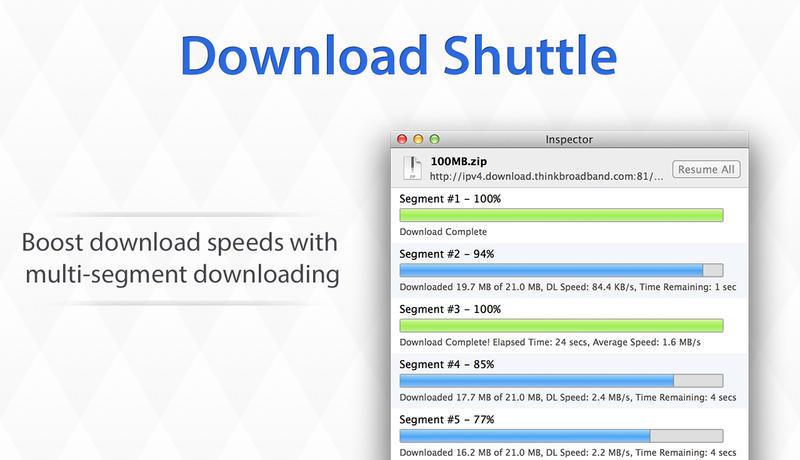 Download Shuttle
Boost download speeds with
multi-segment downloading
Inspector
100MB.zip
http://ipv4.download.thinkbroadband.com:81/...
Resume All
ZIP
Segment #1 - 100%
Download Complete
Segment #2 - 94%
Downloaded 19.7 MB of 21.0 MB, DL Speed: 84.4 KB/s, Time Remaining: 1 sec
Segment #3 - 100%
Download Complete! Elapsed Time: 24 secs, Average Speed: 1.6 MB/s
Segment #4 - 85%
Downloaded 17.7 MB of 21.0 MB, DL Speed: 2.4 MB/s, Time Remaining: 4 secs
Segment #5 - 77%
Downloaded 16.2 MB of 21.0 MB, DL Speed: 2.2 MB/s, Time Remaining: 4 secs